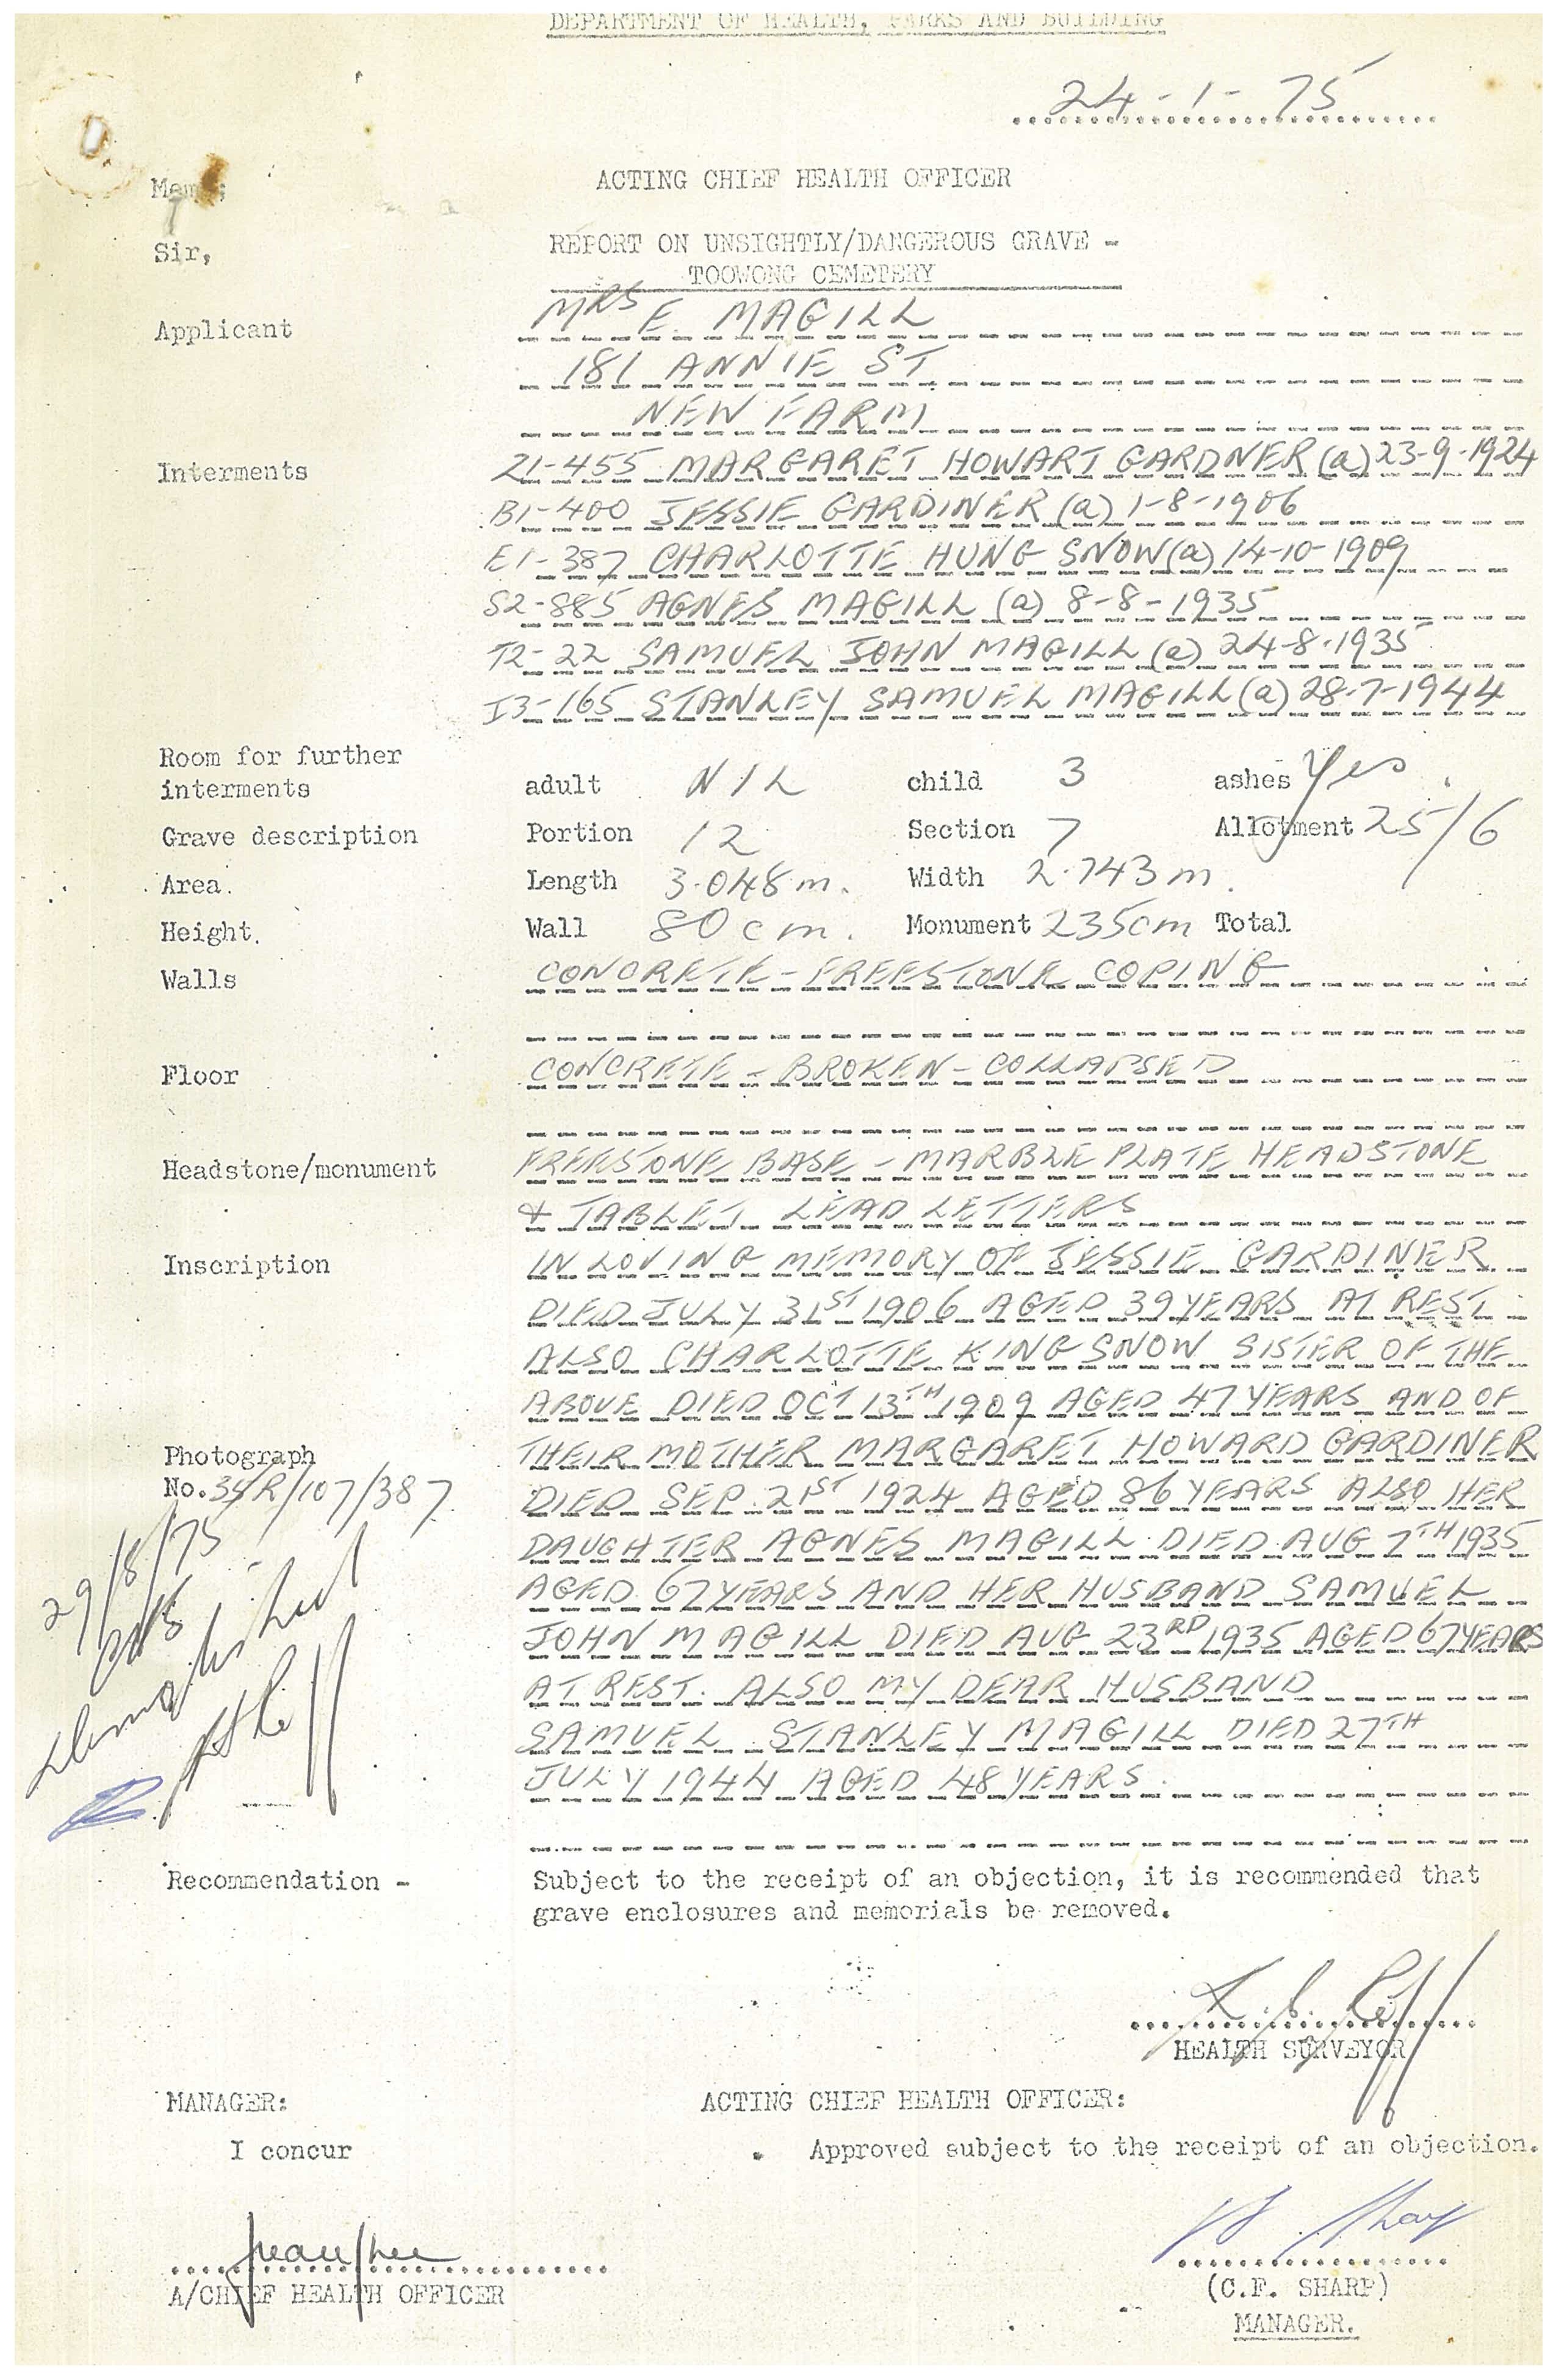 DEPARTMENT OF HEALTH, PARKS AND BUILDING
24-1-75
Memo:
ACTING CHIEF HEALTH OFFICER
Sir,
REPORT ON UNSIGHTLY/DANGEROUS GRAVE -
TOOWONG CEMETERY
Applicant MRS E. MAGILL
181 ANNIE ST
NEW FARM
Interments Z1-455 MARGARET HOWART GARDNER (a) 23-9-1924
B1-400 JESSIE GARDINER (a) 1-8-1906
E1-387 CHARLOTTE HUNG SNOW (a) 14-10-1909
S2-885 AGNES MAGILL (a) 8-8-1935
T2-22 SAMUEL JOHN MAGILL (a) 24-8-1935
I3-165 STANLEY SAMUEL MAGILL (a) 28-7-1944
Room for further
interments adult NIL child 3 ashes Yes.
Grave description Portion 12 Section 7 Allotment 25/6
Area. Length 3.048m. Width 2.743m.
Height. Wall 80cm. Monument 235cm Total
Walls CONCRETE - FREESTONE COPING
Floor CONCRETE - BROKEN - COLLAPSED
Headstone/monument FREESTONE BASE - MARBLE PLATE HEADSTONE
& TABLET LEAD LETTERS
Inscription IN LOVING MEMORY OF JESSIE GARDINER
DIED JULY 31ST 1906 AGED 39 YEARS AT REST
ALSO CHARLOTTE KING SNOW SISTER OF THE
ABOVE DIED OCT 13TH 1909 AGED 47 YEARS AND OF
Photograph THEIR MOTHER MARGARET HOWARD GARDINER
No. 34R/107/387 DIED SEP. 21ST 1924 AGED 86 YEARS ALSO HER
DAUGHTER AGNES MAGILL DIED AUG 7TH 1935
29/8/75
AGED 67 YEARS AND HER HUSBAND SAMUEL
JOHN MAGILL DIED AUG 23RD 1935 AGED 67 YEARS
AT REST. ALSO MY DEAR HUSBAND
SAMUEL STANLEY MAGILL DIED 27TH
JULY 1944 AGED 48 YEARS.
Recommendation - Subject to the receipt of an objection, it is recommended that
grave enclosures and memorials be removed.
HEALTH SURVEYOR
MANAGER: ACTING CHIEF HEALTH OFFICER:
I concur Approved subject to the receipt of an objection.
A/CHIEF HEALTH OFFICER (C.F. SHARP)
MANAGER.